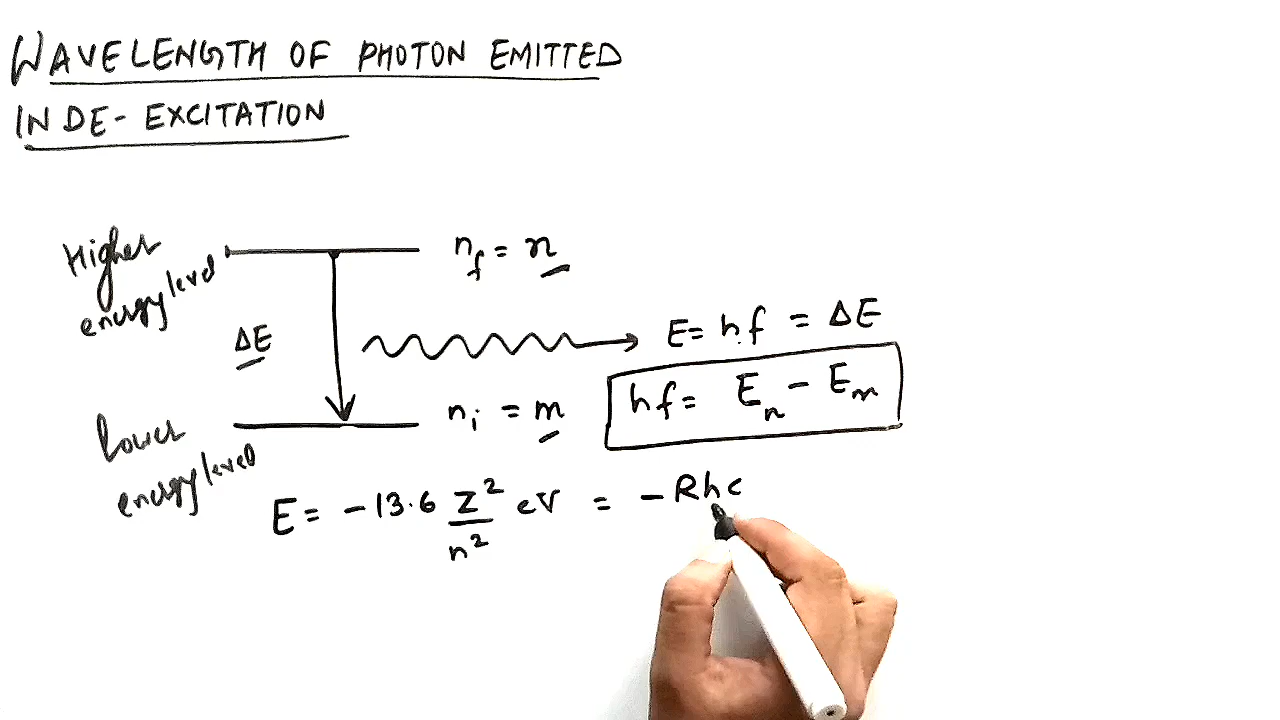 WAVELENGTH OF PHOTON EMITTED
IN DE-EXCITATION
Higher
energy level
n_f = n
ΔE
E = hf = ΔE
hf = E_n - E_m
n_i = m
Lower
energy level
E = -13.6 Z²/n² eV = -Rhc